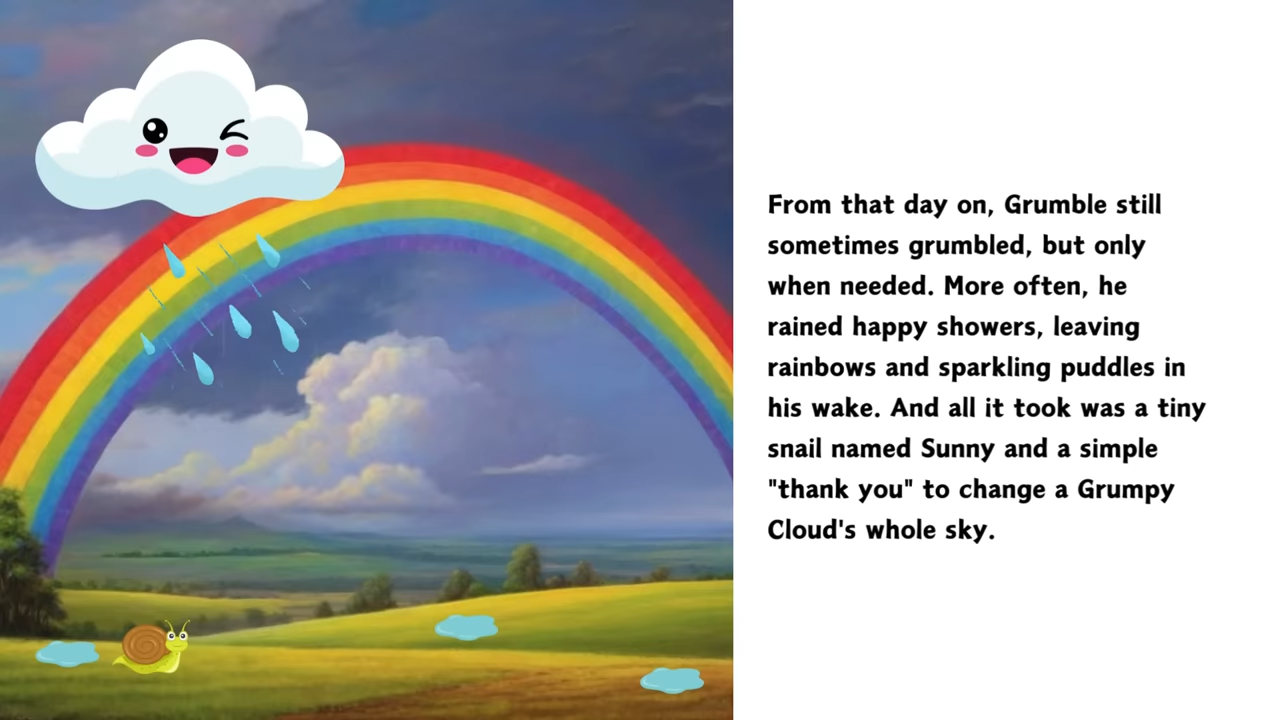 From that day on, Grumble still
sometimes grumbled, but only
when needed. More often, he
rained happy showers, leaving
rainbows and sparkling puddles in
his wake. And all it took was a tiny
snail named Sunny and a simple
"thank you" to change a Grumpy
Cloud's whole sky.